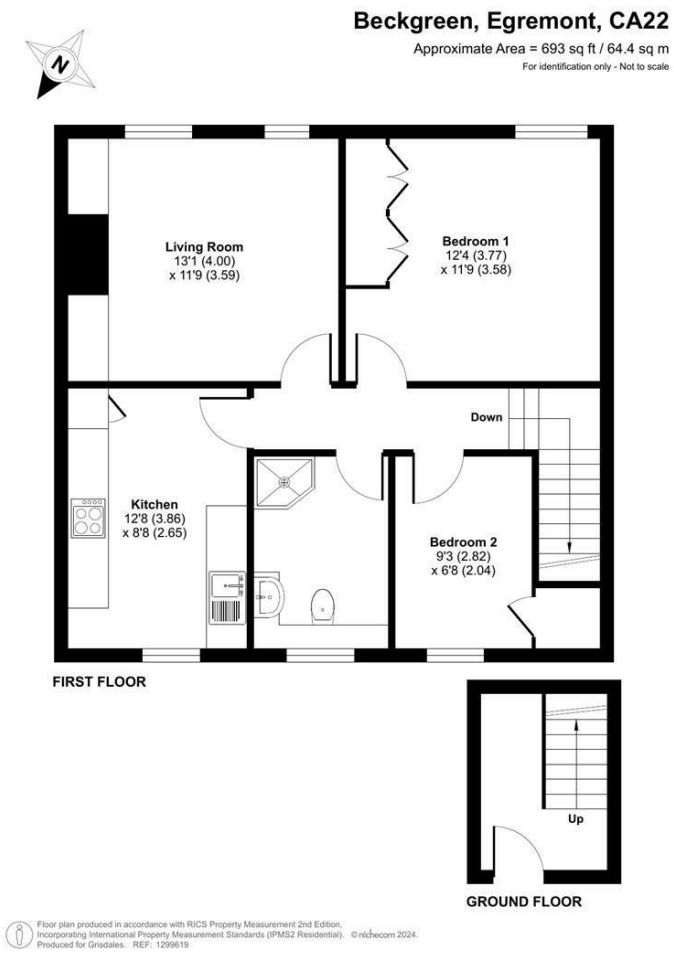 Beckgreen, Egremont, CA22
Approximate Area = 693 sq ft / 64.4 sq m
For identification only - Not to scale
N
Living Room
13'1 (4.00)
x 11'9 (3.59)
Bedroom 1
12'4 (3.77)
x 11'9 (3.58)
Down
Kitchen
12'8 (3.86)
x 8'8 (2.65)
Bedroom 2
9'3 (2.82)
x 6'8 (2.04)
FIRST FLOOR
Up
GROUND FLOOR
Floor plan produced in accordance with RICS Property Measurement 2nd Edition,
Incorporating International Property Measurement Standards (IPMS2 Residential). © nichecom 2024.
Produced for Grisdales. REF: 1299619